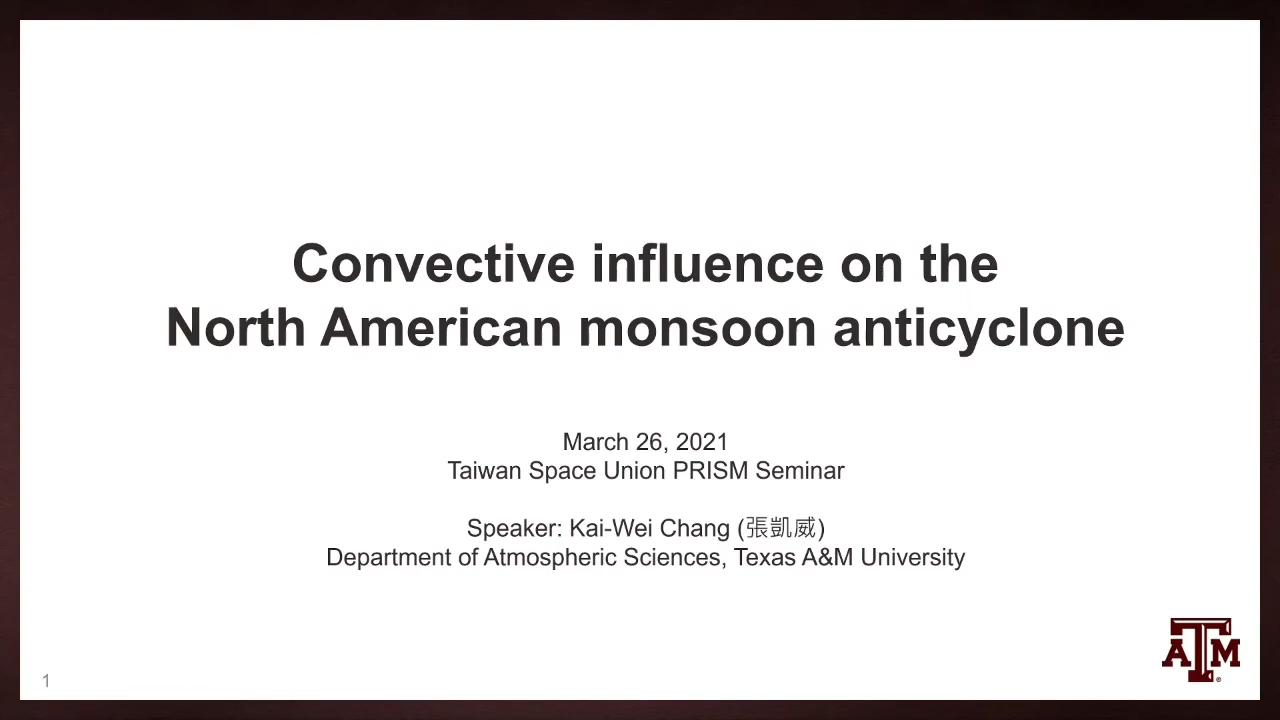 Convective influence on the
North American monsoon anticyclone
March 26, 2021
Taiwan Space Union PRISM Seminar
Speaker: Kai-Wei Chang (張凱威)
Department of Atmospheric Sciences, Texas A&M University
ATM
®
1